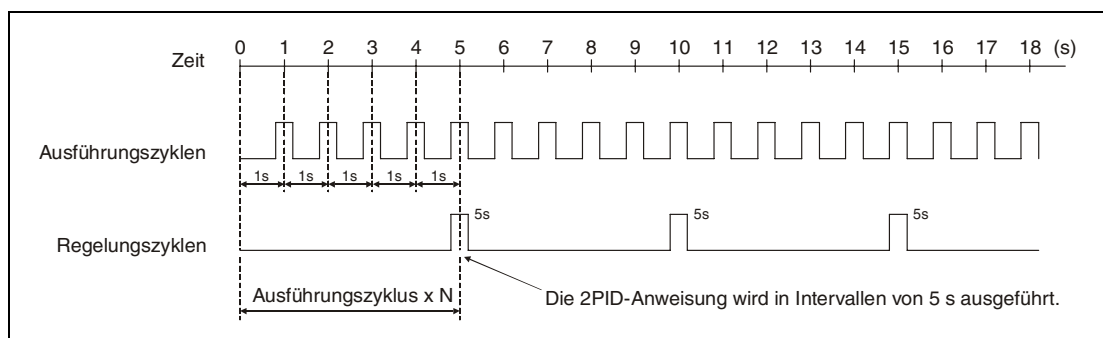 Zeit 0 1 2 3 4 5 6 7 8 9 10 11 12 13 14 15 16 17 18 (s)
Ausführungszyklen
1s 1s 1s 1s 1s
Regelungszyklen 5s 5s 5s
Ausführungszyklus x N
Die 2PID-Anweisung wird in Intervallen von 5 s ausgeführt.